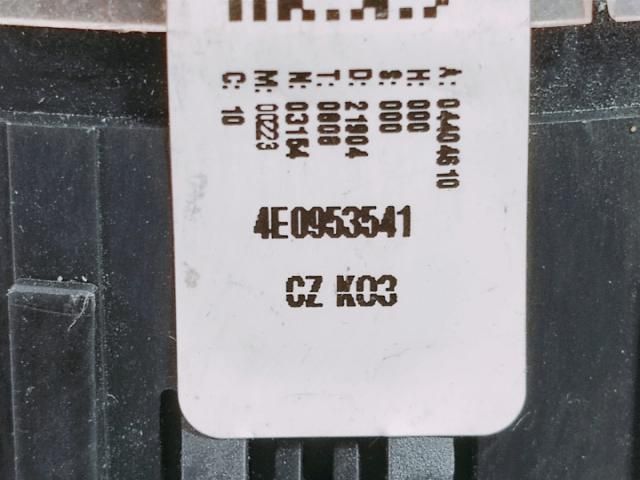 A: 04404510
H: 000
S: 000
D: 21904
T: 0808
N: 03154
M: 00223
C: 10
4E0953541
CZ K03